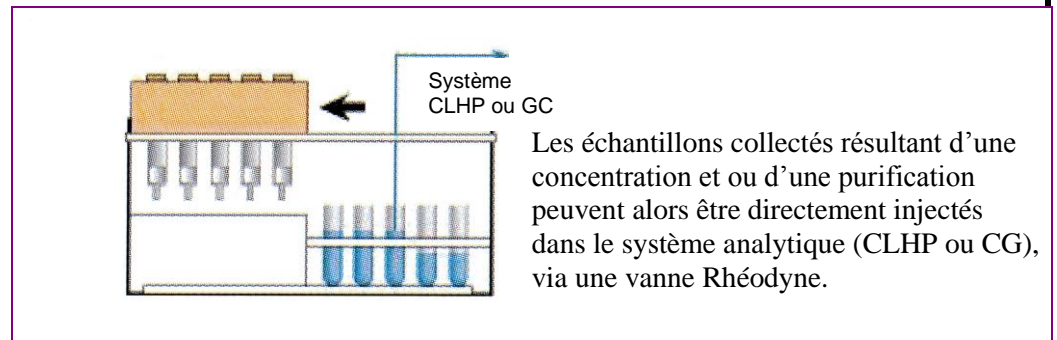 Système
CLHP ou GC
Les échantillons collectés résultant d’une
concentration et ou d’une purification
peuvent alors être directement injectés
dans le système analytique (CLHP ou CG),
via une vanne Rhéodyne.